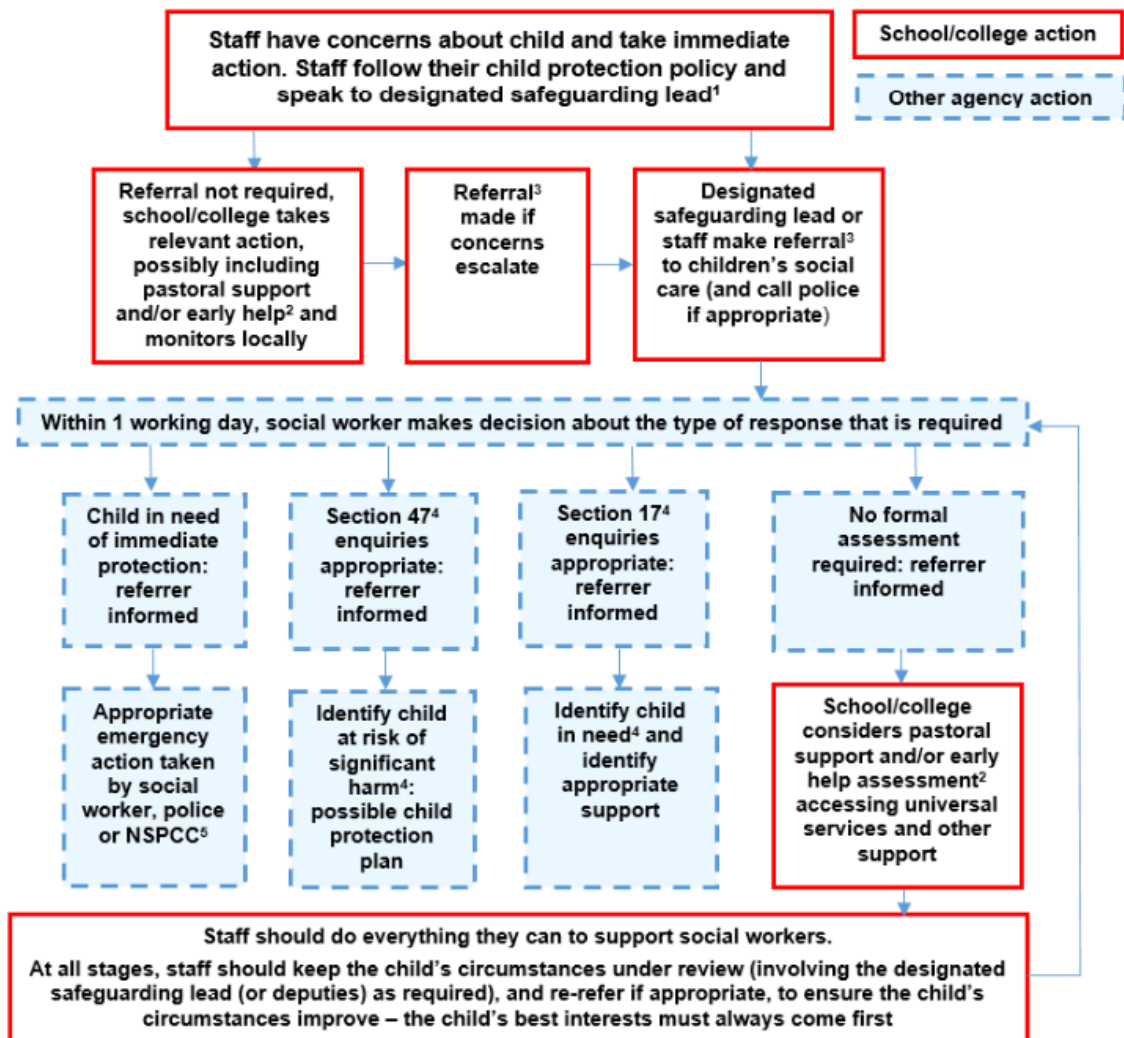 Staff have concerns about child and take immediate
action. Staff follow their child protection policy and
speak to designated safeguarding lead¹
School/college action
Other agency action
Referral not required,
school/college takes
relevant action,
possibly including
pastoral support
and/or early help² and
monitors locally
Referral³
made if
concerns
escalate
Designated
safeguarding lead or
staff make referral³
to children’s social
care (and call police
if appropriate)
Within 1 working day, social worker makes decision about the type of response that is required
Child in need
of immediate
protection:
referrer
informed
Section 47⁴
enquiries
appropriate:
referrer
informed
Section 17⁴
enquiries
appropriate:
referrer
informed
No formal
assessment
required: referrer
informed
Appropriate
emergency
action taken
by social
worker, police
or NSPCC⁵
Identify child
at risk of
significant
harm⁴:
possible child
protection
plan
Identify child
in need⁴ and
identify
appropriate
support
School/college
considers pastoral
support and/or early
help assessment²
accessing universal
services and other
support
Staff should do everything they can to support social workers.
At all stages, staff should keep the child’s circumstances under review (involving the designated
safeguarding lead (or deputies) as required), and re-refer if appropriate, to ensure the child’s
circumstances improve – the child’s best interests must always come first